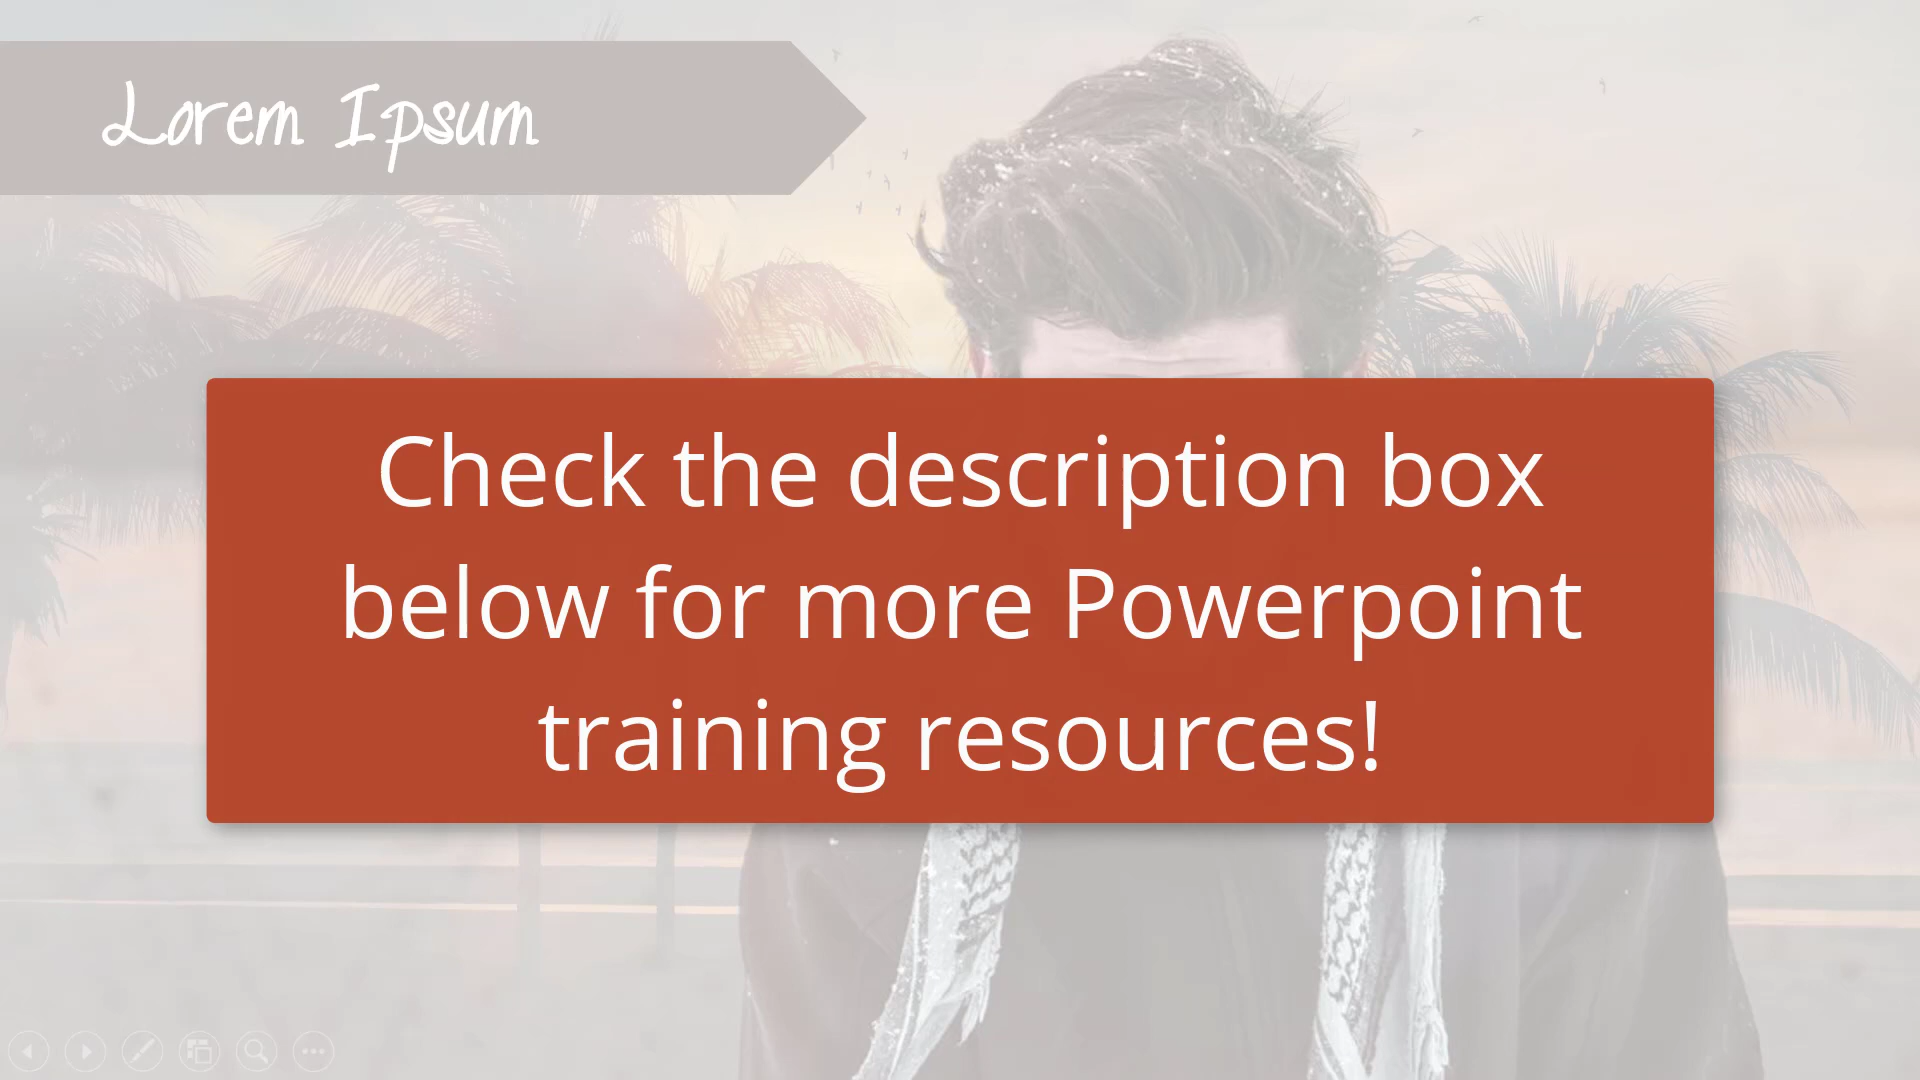 Lorem Ipsum
Check the description box
below for more Powerpoint
training resources!